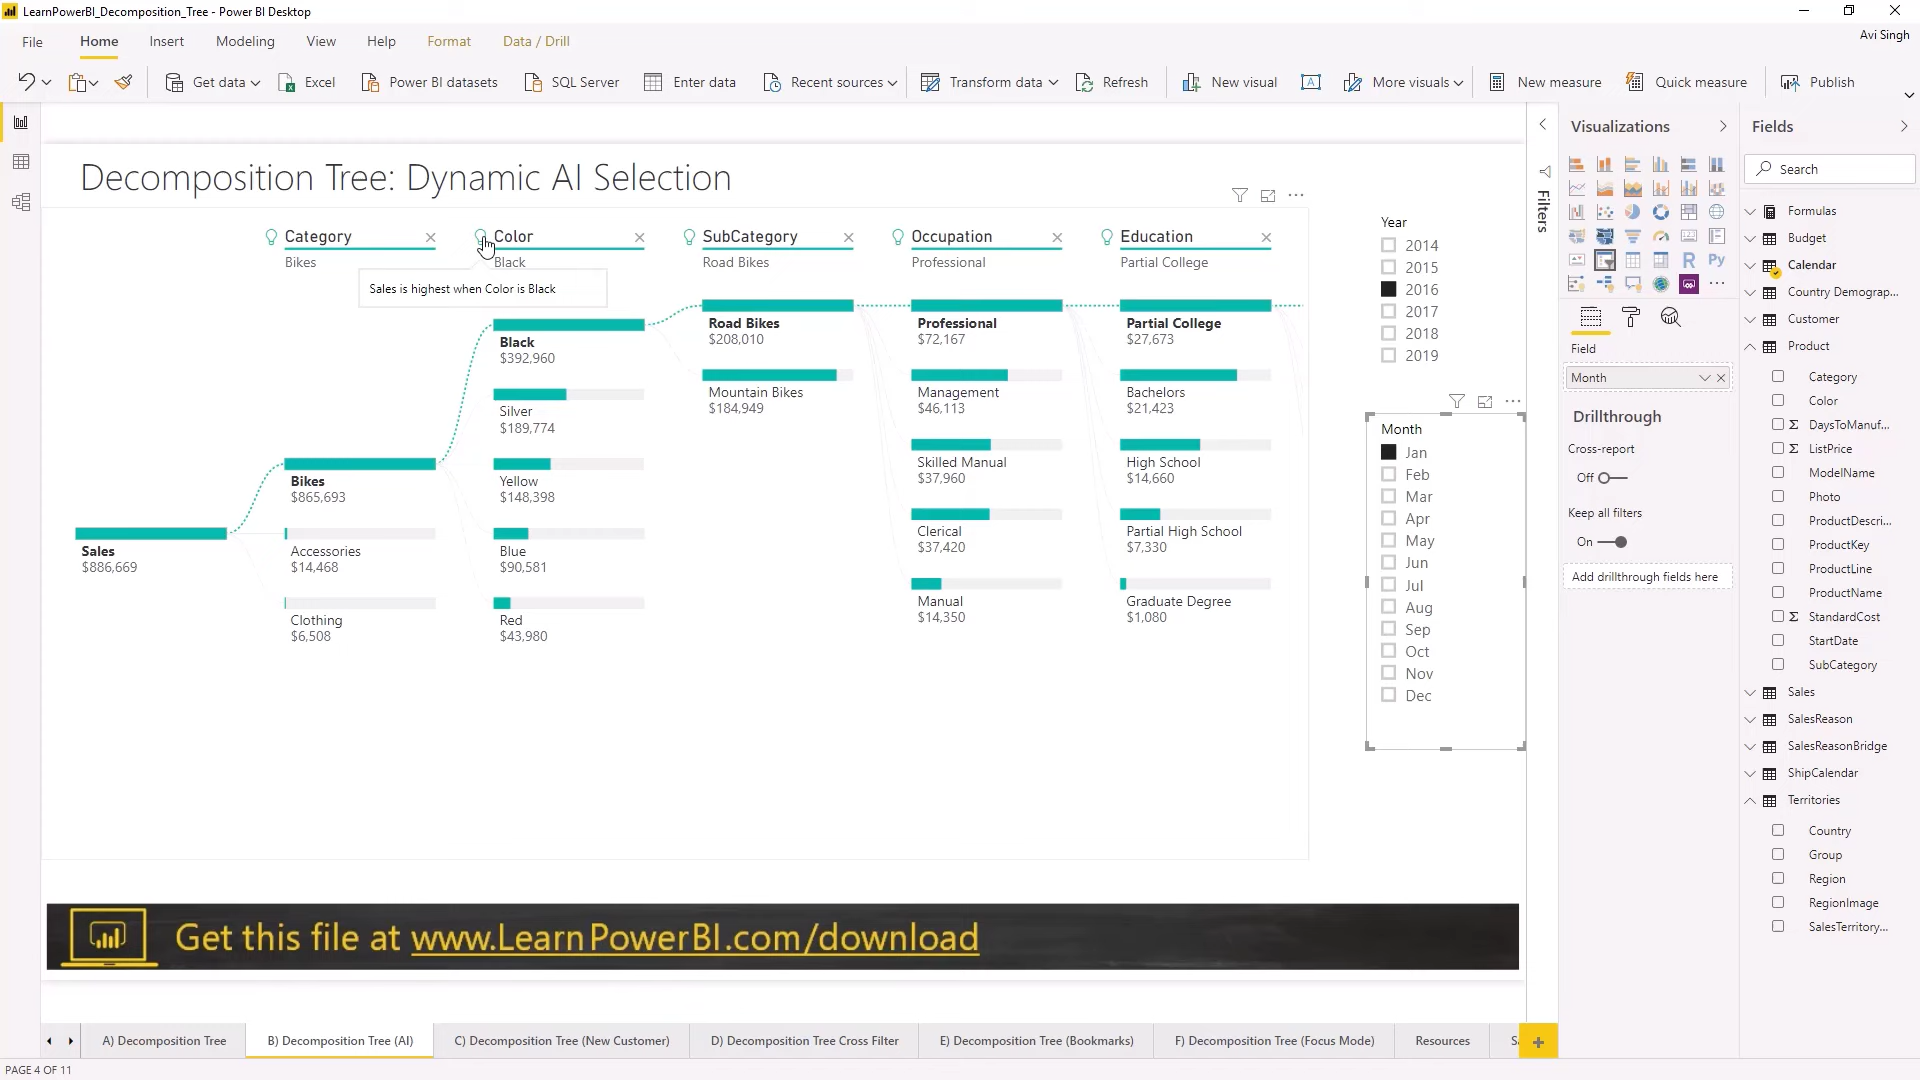 LearnPowerBI_Decomposition_Tree - Power BI Desktop
Avi Singh
File Home Insert Modeling View Help Format Data / Drill
Get data Excel Power BI datasets SQL Server Enter data Recent sources Transform data Refresh New visual More visuals New measure Quick measure Publish
Decomposition Tree: Dynamic AI Selection
Category Color SubCategory Occupation Education
Bikes Black Road Bikes Professional Partial College
Sales is highest when Color is Black
Sales
$886,669
Bikes
$865,693
Accessories
$14,468
Clothing
$6,508
Black
$392,960
Silver
$189,774
Yellow
$148,398
Blue
$90,581
Red
$43,980
Road Bikes
$208,010
Mountain Bikes
$184,949
Professional
$72,167
Management
$46,113
Skilled Manual
$37,960
Clerical
$37,420
Manual
$14,350
Partial College
$27,673
Bachelors
$21,423
High School
$14,660
Partial High School
$7,330
Graduate Degree
$1,080
Year
2014
2015
2016
2017
2018
2019
Month
Jan
Feb
Mar
Apr
May
Jun
Jul
Aug
Sep
Oct
Nov
Dec
Filters
Visualizations
R Py
Field
Month
Drillthrough
Cross-report
Off
Keep all filters
On
Add drillthrough fields here
Fields
Search
Formulas
Budget
Calendar
Country Demograp...
Customer
Product
Category
Color
DaysToManuf...
ListPrice
ModelName
Photo
ProductDescri...
ProductKey
ProductLine
ProductName
StandardCost
StartDate
SubCategory
Sales
SalesReason
SalesReasonBridge
ShipCalendar
Territories
Country
Group
Region
RegionImage
SalesTerritory...
Get this file at www.LearnPowerBI.com/download
A) Decomposition Tree B) Decomposition Tree (AI) C) Decomposition Tree (New Customer) D) Decomposition Tree Cross Filter E) Decomposition Tree (Bookmarks) F) Decomposition Tree (Focus Mode) Resources
PAGE 4 OF 11